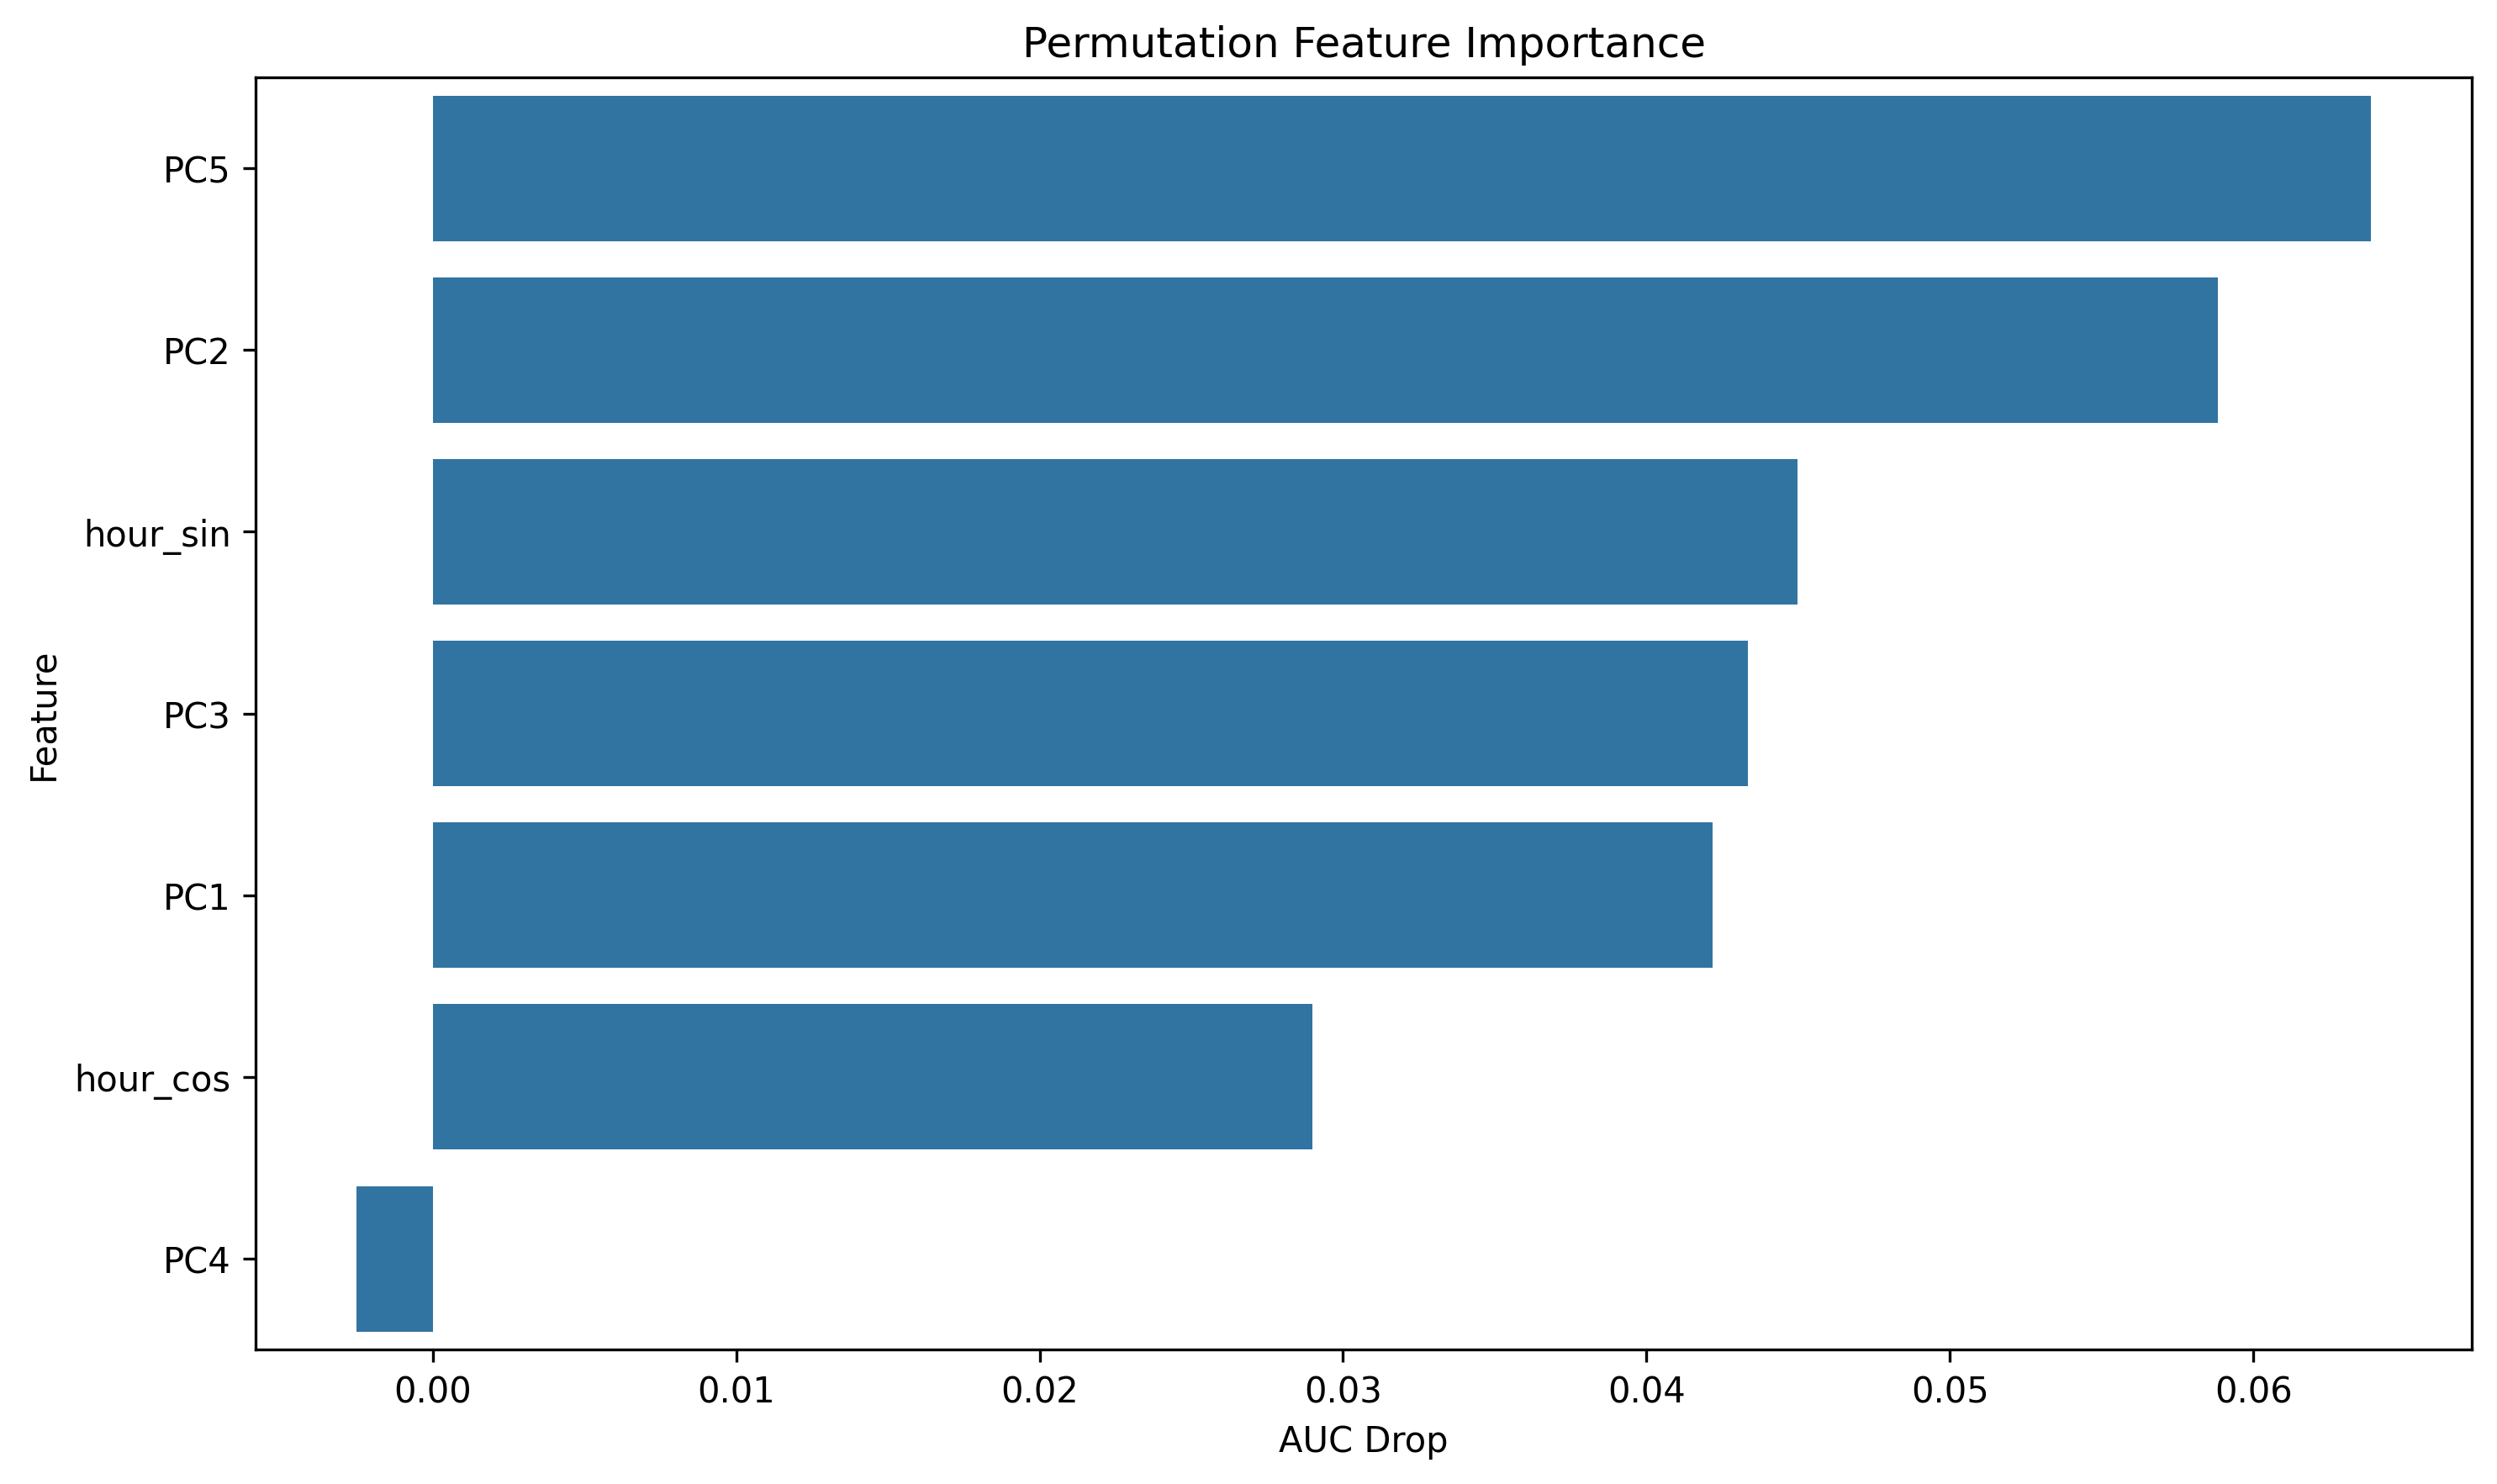 Permutation Feature Importance
Feature
PC5
PC2
hour_sin
PC3
PC1
hour_cos
PC4
0.00 0.01 0.02 0.03 0.04 0.05 0.06
AUC Drop